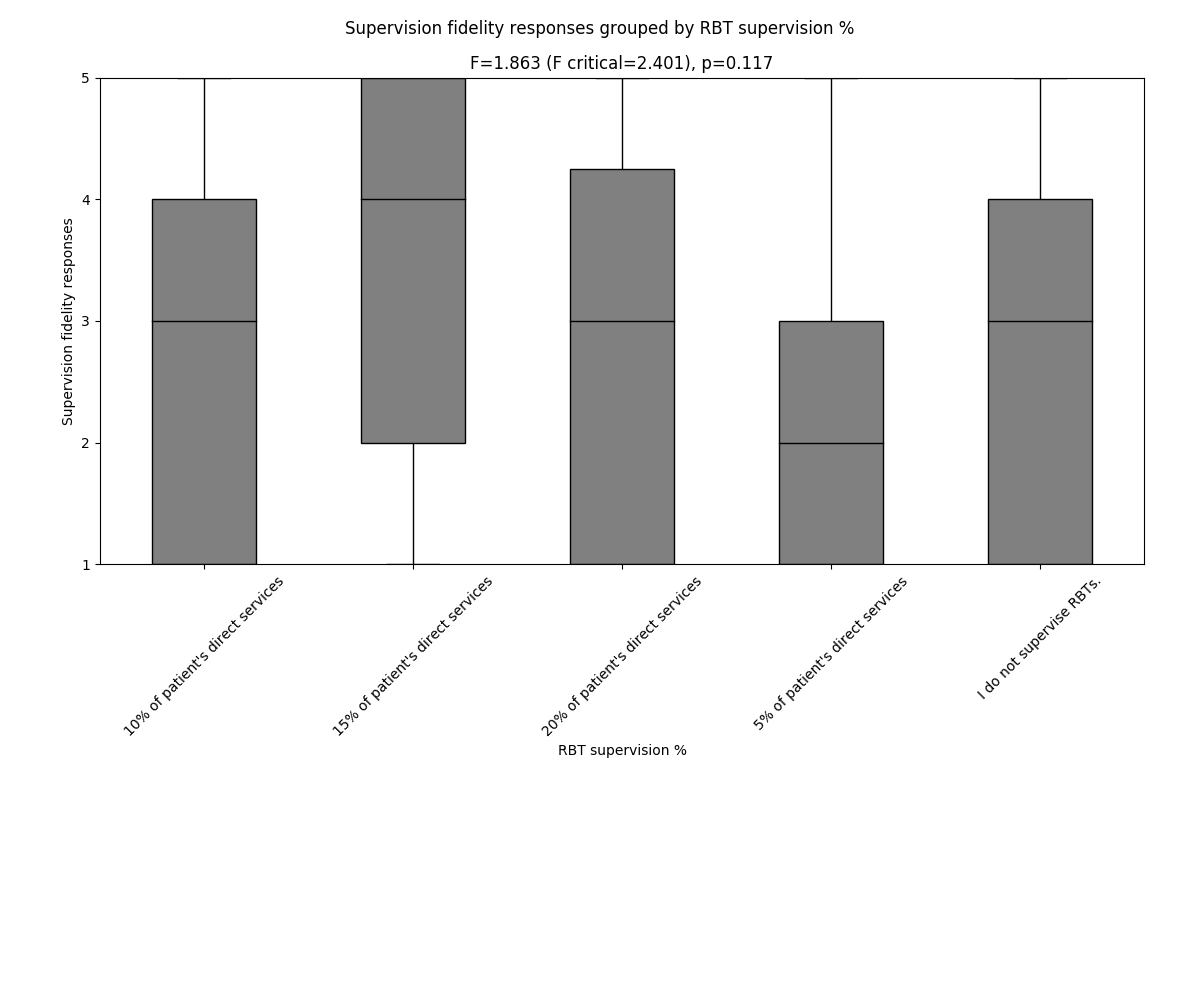 Supervision fidelity responses grouped by RBT supervision %
F=1.863 (F critical=2.401), p=0.117
Supervision fidelity responses
5
4
3
2
1
10% of patient's direct services
15% of patient's direct services
20% of patient's direct services
5% of patient's direct services
I do not supervise RBTs.
RBT supervision %